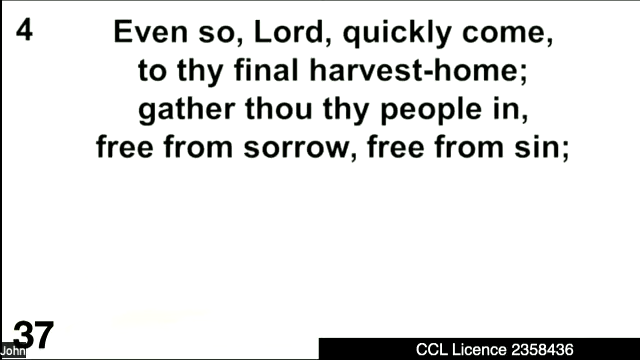 4
Even so, Lord, quickly come,
to thy final harvest-home;
gather thou thy people in,
free from sorrow, free from sin;
37
John
CCL Licence 2358436